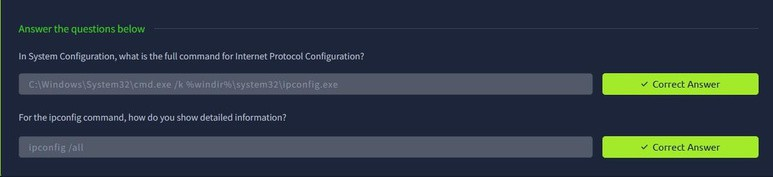 Answer the questions below
In System Configuration, what is the full command for Internet Protocol Configuration?
C:\Windows\System32\cmd.exe /k %windir%\system32\ipconfig.exe
✓ Correct Answer
For the ipconfig command, how do you show detailed information?
ipconfig /all
✓ Correct Answer